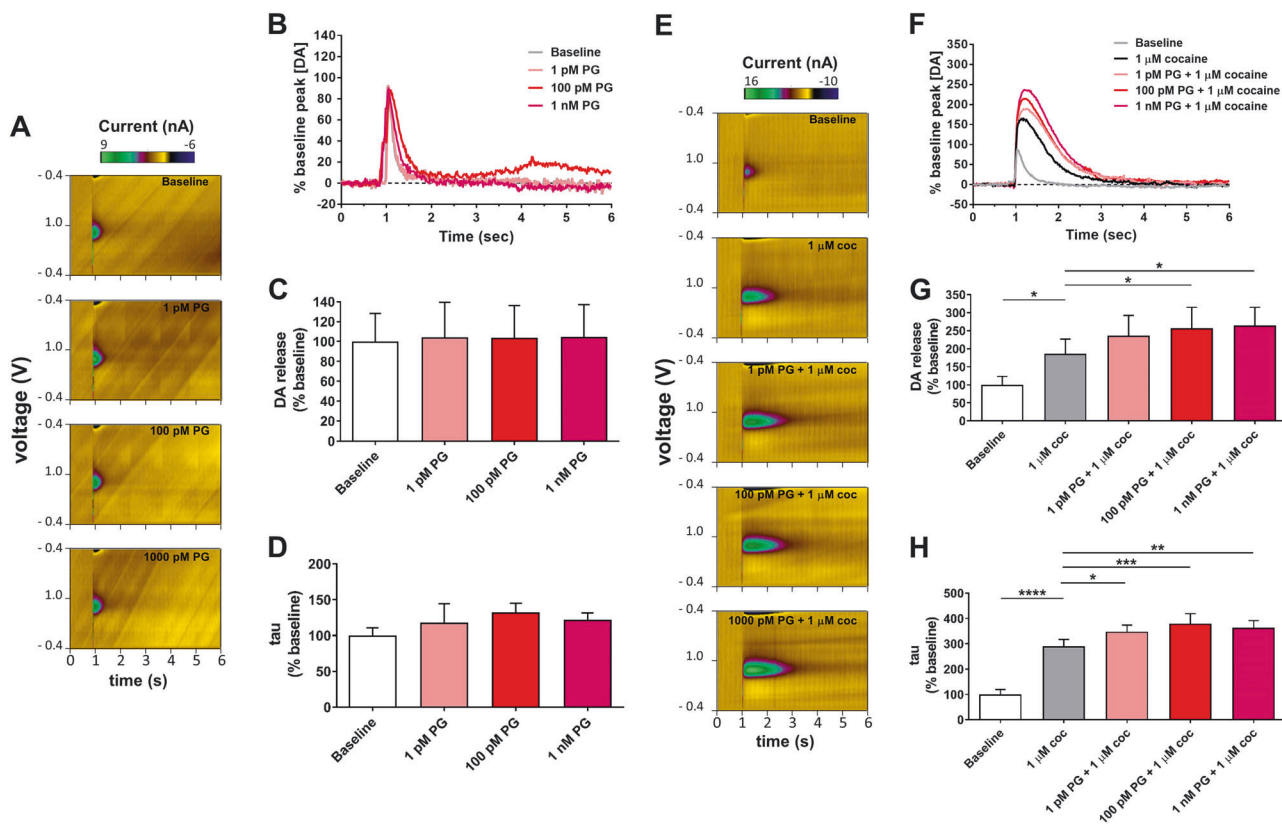 A
Current (nA)
9
-6
- 0.4
Baseline
1.0
- 0.4
1 pM PG
1.0
- 0.4
100 pM PG
1.0
- 0.4
1000 pM PG
1.0
- 0.4
0 1 2 3 4 5 6
time (s)
voltage (V)
B
140
120
100
80
60
40
20
0
-20
% baseline peak [DA]
Baseline
1 pM PG
100 pM PG
1 nM PG
0 1 2 3 4 5 6
Time (sec)
C
140
120
100
80
60
40
20
0
DA release
(% baseline)
Baseline
1 pM PG
100 pM PG
1 nM PG
D
200
150
100
50
0
tau
(% baseline)
Baseline
1 pM PG
100 pM PG
1 nM PG
E
Current (nA)
16
-10
Baseline
- 0.4
1.0
- 0.4
1 μM coc
- 0.4
1.0
- 0.4
1 pM PG + 1 μM coc
- 0.4
1.0
- 0.4
100 pM PG + 1 μM coc
- 0.4
1.0
- 0.4
1000 pM PG + 1 μM coc
- 0.4
1.0
- 0.4
0 1 2 3 4 5 6
time (s)
voltage (V)
F
350
300
250
200
150
100
50
0
-50
% baseline peak [DA]
Baseline
1 μM cocaine
1 pM PG + 1 μM cocaine
100 pM PG + 1 μM cocaine
1 nM PG + 1 μM cocaine
0 1 2 3 4 5 6
Time (sec)
G
350
300
250
200
150
100
50
0
DA release
(% baseline)
*
*
*
Baseline
1 μM coc
1 pM PG + 1 μM coc
100 pM PG + 1 μM coc
1 nM PG + 1 μM coc
H
500
400
300
200
100
0
tau
(% baseline)
**
***
*
****
Baseline
1 μM coc
1 pM PG + 1 μM coc
100 pM PG + 1 μM coc
1 nM PG + 1 μM coc